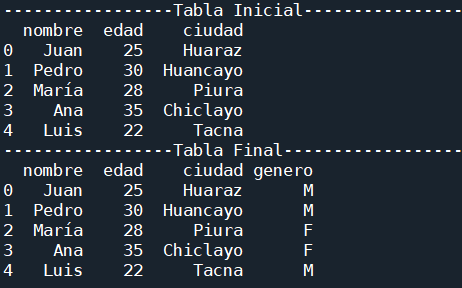 -----------------Tabla Inicial----------------
  nombre  edad    ciudad
0   Juan    25    Huaraz
1  Pedro    30  Huancayo
2  María    28     Piura
3    Ana    35  Chiclayo
4   Luis    22     Tacna
-----------------Tabla Final------------------
  nombre  edad    ciudad genero
0   Juan    25    Huaraz      M
1  Pedro    30  Huancayo      M
2  María    28     Piura      F
3    Ana    35  Chiclayo      F
4   Luis    22     Tacna      M